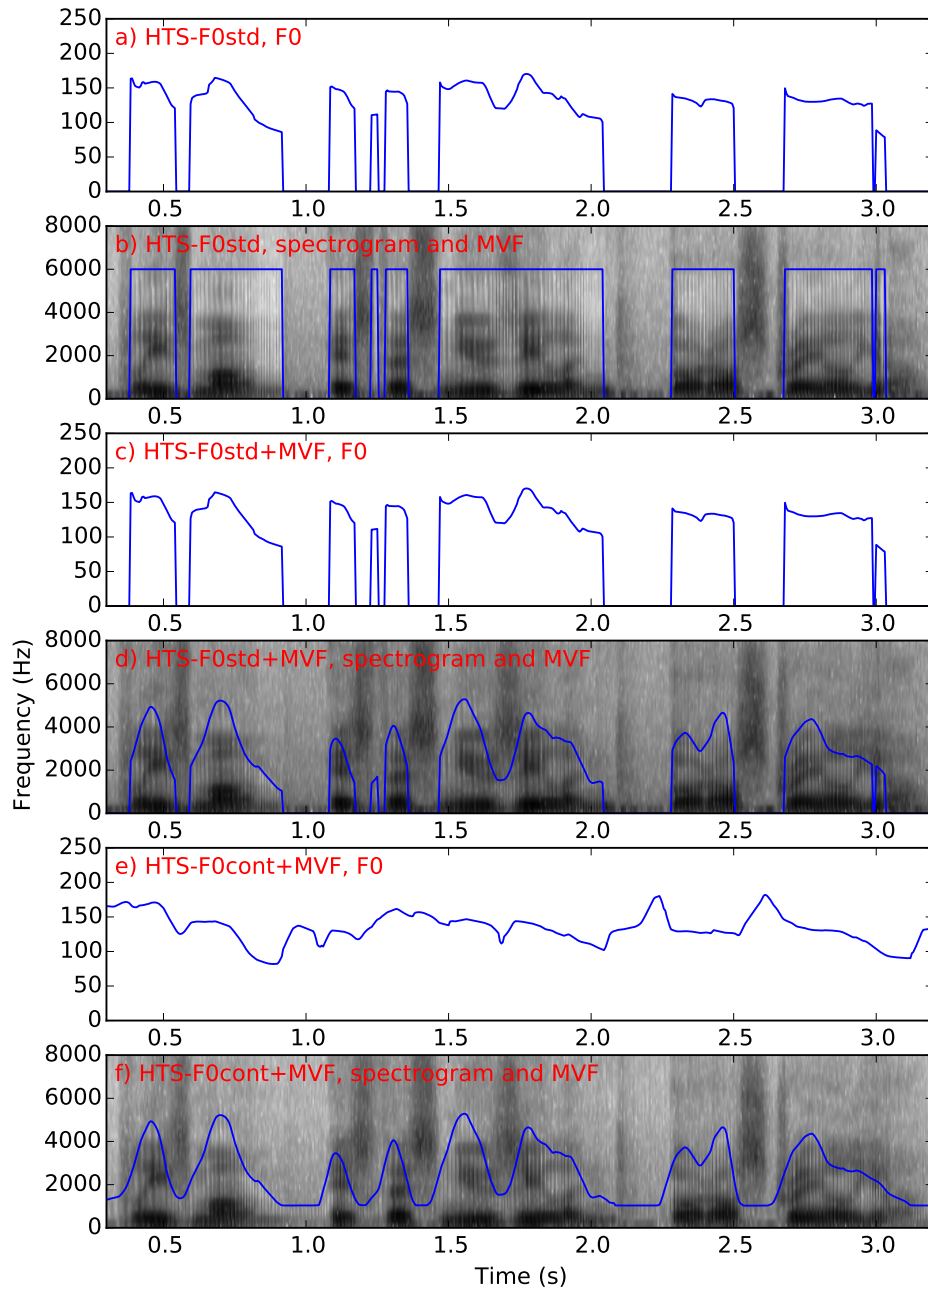 250
a) HTS-F0std, F0
200
150
100
50
0
0.5 1.0 1.5 2.0 2.5 3.0
8000
b) HTS-F0std, spectrogram and MVF
6000
4000
2000
0
0.5 1.0 1.5 2.0 2.5 3.0
250
c) HTS-F0std+MVF, F0
200
150
100
50
0
0.5 1.0 1.5 2.0 2.5 3.0
8000
d) HTS-F0std+MVF, spectrogram and MVF
6000
4000
2000
0
0.5 1.0 1.5 2.0 2.5 3.0
Frequency (Hz)
250
e) HTS-F0cont+MVF, F0
200
150
100
50
0
0.5 1.0 1.5 2.0 2.5 3.0
8000
f) HTS-F0cont+MVF, spectrogram and MVF
6000
4000
2000
0
0.5 1.0 1.5 2.0 2.5 3.0
Time (s)